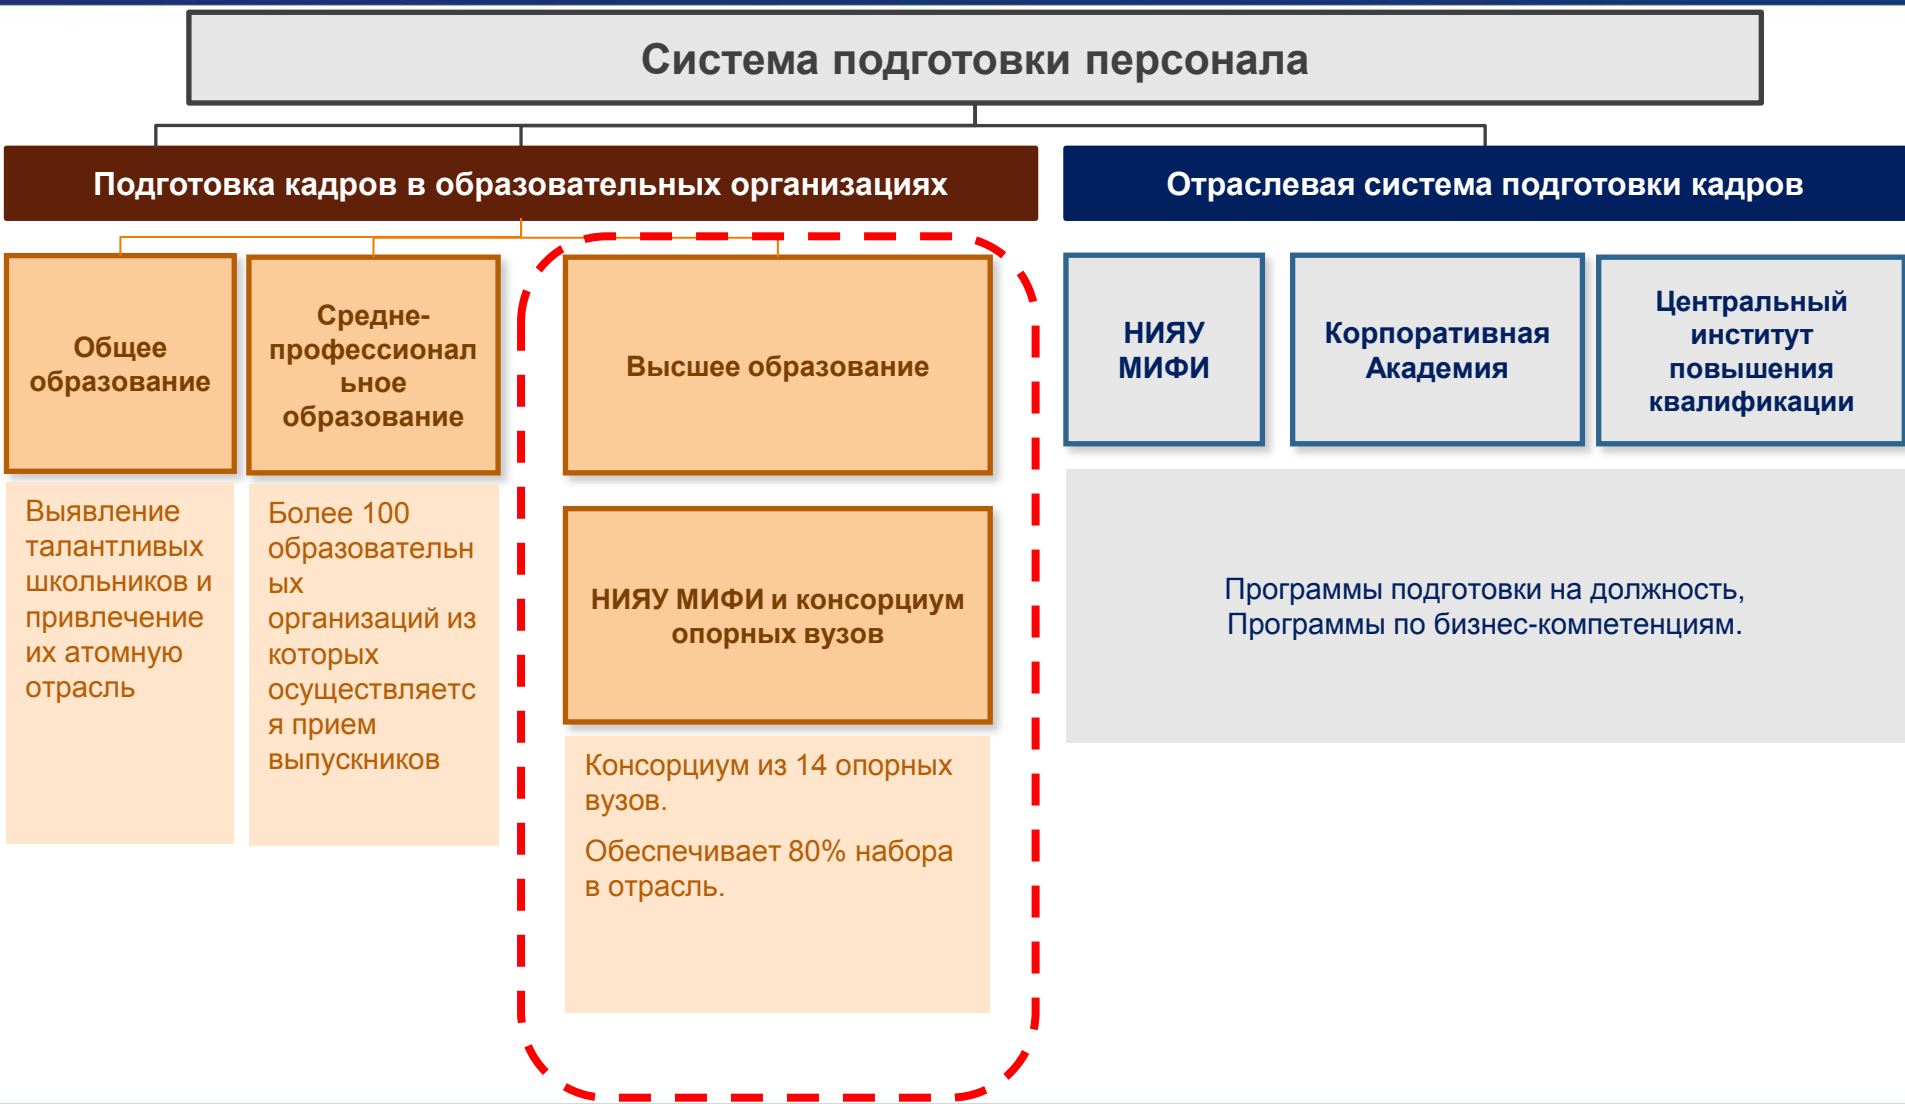 Система подготовки персонала
Подготовка кадров в образовательных организациях
Отраслевая система подготовки кадров
Общее
образование
Средне-
профессионал
ьное
образование
Высшее образование
НИЯУ
МИФИ
Корпоративная
Академия
Центральный
институт
повышения
квалификации
Выявление
талантливых
школьников и
привлечение
их атомную
отрасль
Более 100
образовательн
ых
организаций из
которых
осуществляетс
я прием
выпускников
НИЯУ МИФИ и консорциум
опорных вузов
Консорциум из 14 опорных
вузов.
Обеспечивает 80% набора
в отрасль.
Программы подготовки на должность,
Программы по бизнес-компетенциям.